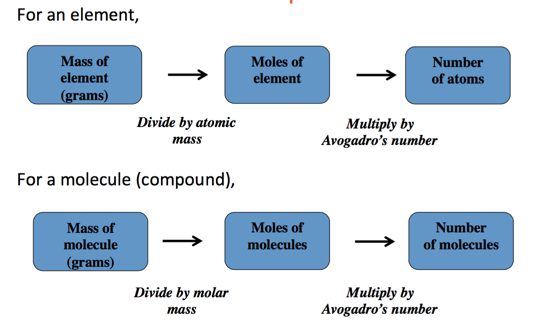 For an element,
Mass of
element
(grams)
Moles of
element
Number
of atoms
Divide by atomic
mass
Multiply by
Avogadro's number
For a molecule (compound),
Mass of
molecule
(grams)
Moles of
molecules
Number
of molecules
Divide by molar
mass
Multiply by
Avogadro's number